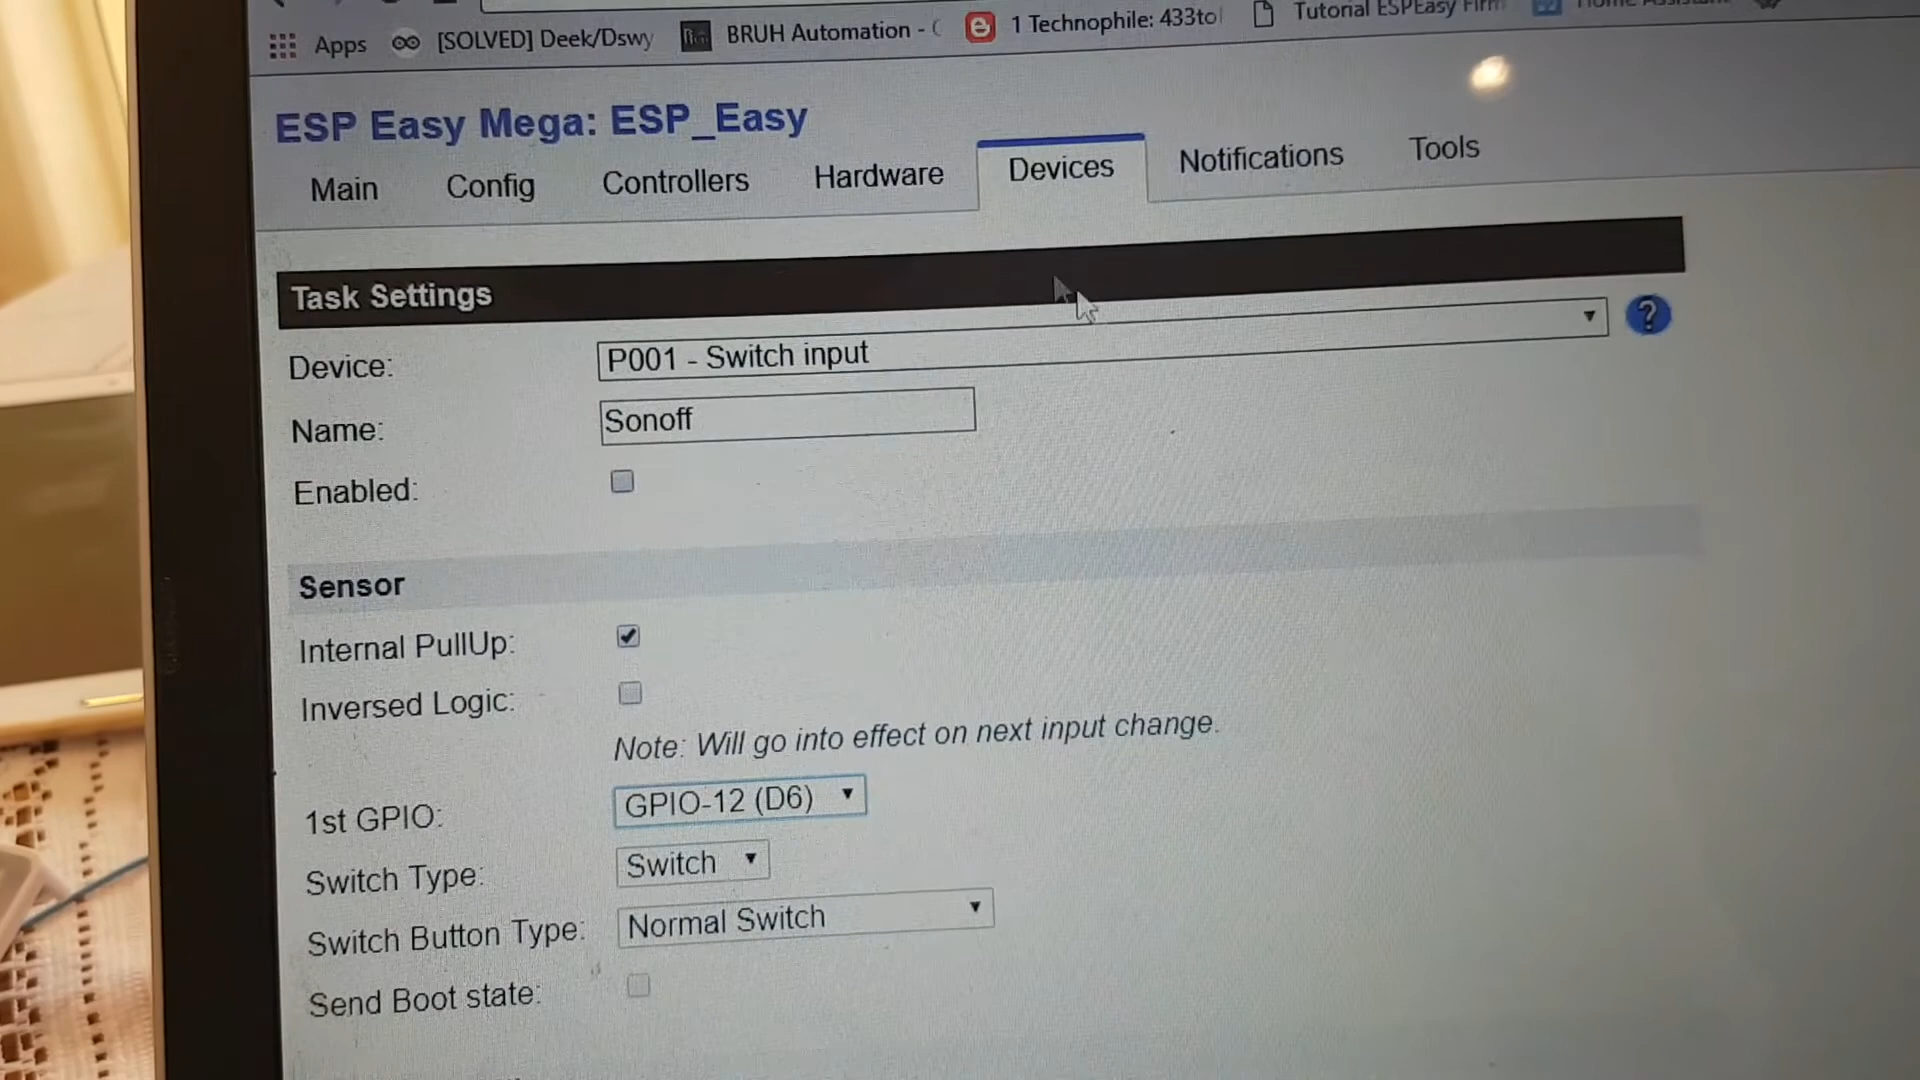 Apps [SOLVED] Deek/Dswy BRUH Automation - 1 Technophile: 433to Tutorial ESPEasy
ESP Easy Mega: ESP_Easy
Main Config Controllers Hardware Devices Notifications Tools
Task Settings
Device: P001 - Switch input ?
Name: Sonoff
Enabled:
Sensor
Internal PullUp:
Inversed Logic:
Note: Will go into effect on next input change.
1st GPIO: GPIO-12 (D6)
Switch Type: Switch
Switch Button Type: Normal Switch
Send Boot state: